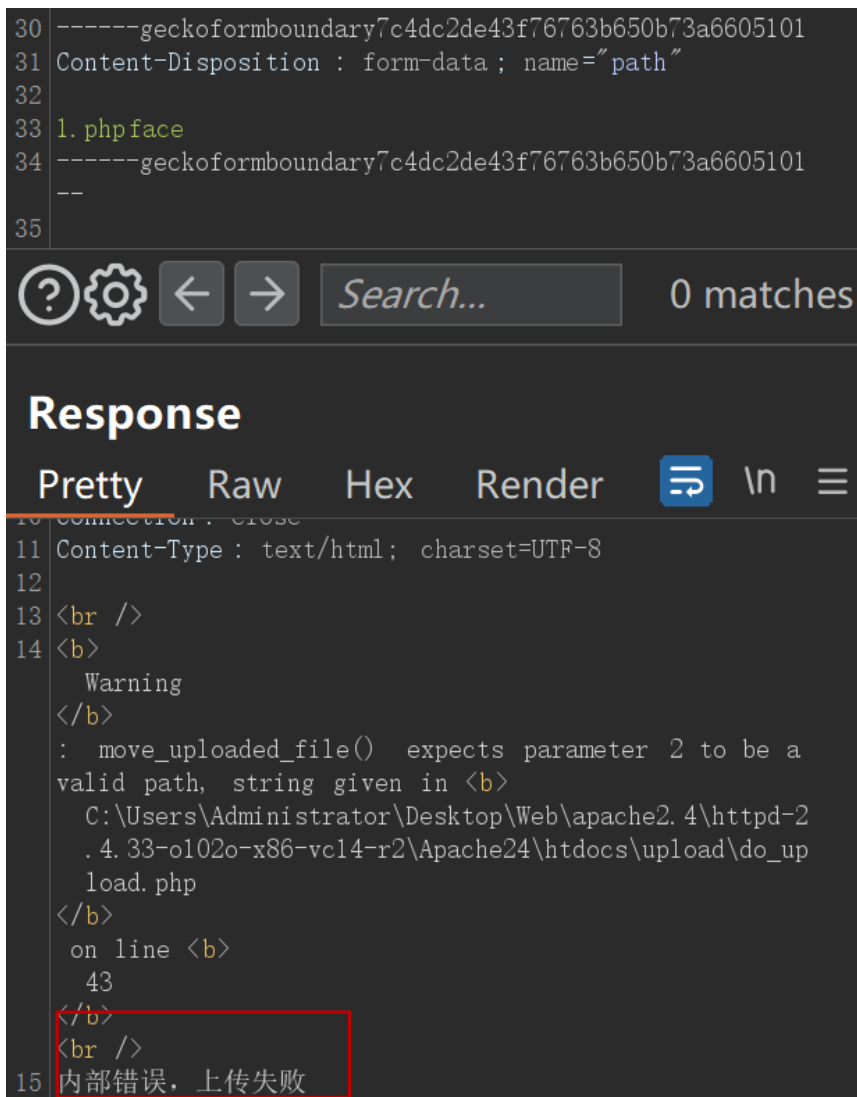 30 ------geckoformboundary7c4dc2de43f76763b650b73a6605101
31 Content-Disposition : form-data ; name="path"
32
33 1.phpface
34 ------geckoformboundary7c4dc2de43f76763b650b73a6605101
--
35
Search... 0 matches
Response
Pretty Raw Hex Render \n
10 Connection : close
11 Content-Type : text/html; charset=UTF-8
12
13 <br />
14 <b>
Warning
</b>
: move_uploaded_file() expects parameter 2 to be a
valid path, string given in <b>
C:\Users\Administrator\Desktop\Web\apache2.4\httpd-2
.4.33-o102o-x86-vc14-r2\Apache24\htdocs\upload\do_up
load.php
</b>
on line <b>
43
</b>
<br />
15 内部错误，上传失败